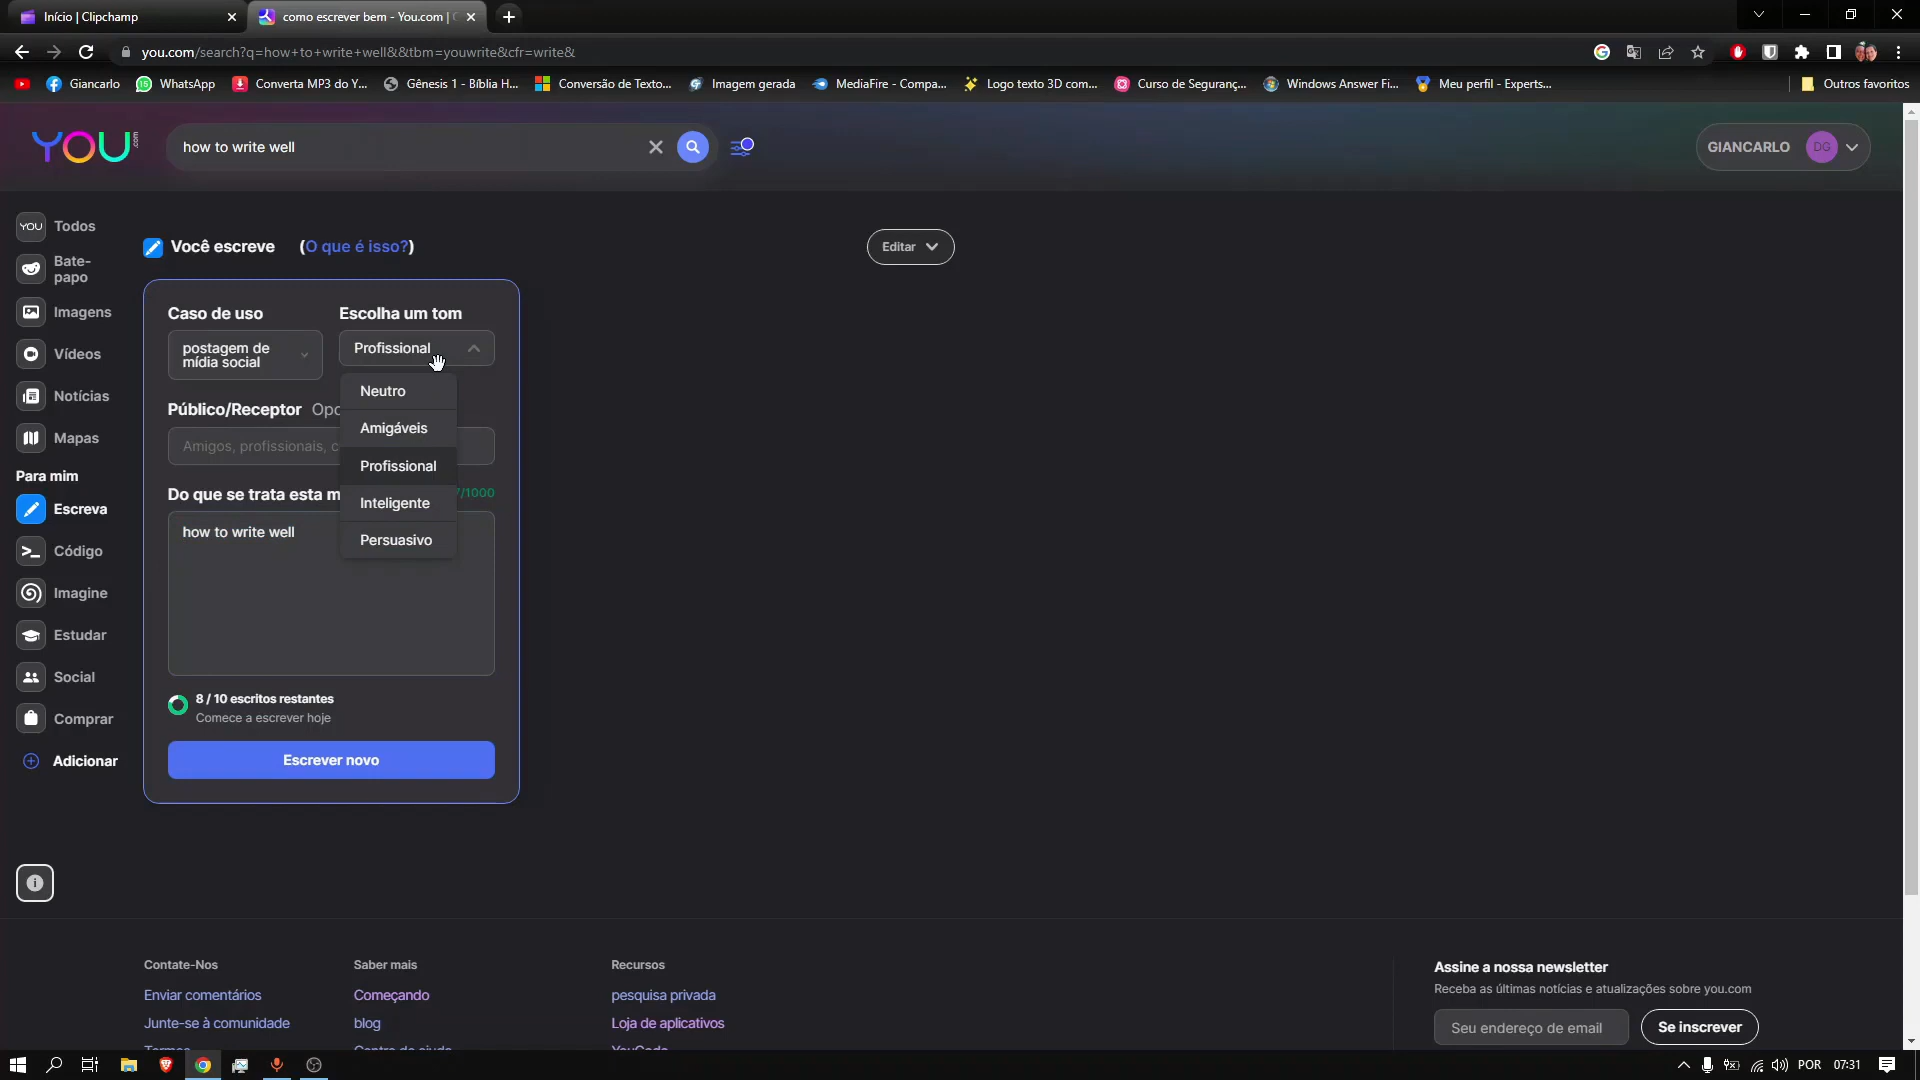 Início | Clipchamp
como escrever bem - You.com |
you.com/search?q=how+to+write+well&&tbm=youwrite&cfr=write&
Giancarlo
WhatsApp
Converta MP3 do Y...
Gênesis 1 - Bíblia H...
Conversão de Texto...
Imagem gerada
MediaFire - Compa...
Logo texto 3D com...
Curso de Seguranç...
Windows Answer Fi...
Meu perfil - Experts...
Outros favoritos
YOU.com
how to write well
GIANCARLO
DG
YOU
Todos
Bate-
papo
Imagens
Vídeos
Notícias
Mapas
Para mim
Escreva
Código
Imagine
Estudar
Social
Comprar
Adicionar
Você escreve (O que é isso?)
Editar
Caso de uso
postagem de
mídia social
Escolha um tom
Profissional
Neutro
Amigáveis
Profissional
Inteligente
Persuasivo
Público/Receptor Opc
Amigos, profissionais, c
Do que se trata esta m
7/1000
how to write well
8 / 10 escritos restantes
Comece a escrever hoje
Escrever novo
Contate-Nos
Enviar comentários
Junte-se à comunidade
Saber mais
Começando
blog
Recursos
pesquisa privada
Loja de aplicativos
Assine a nossa newsletter
Receba as últimas notícias e atualizações sobre you.com
Seu endereço de email
Se inscrever
POR
07:31